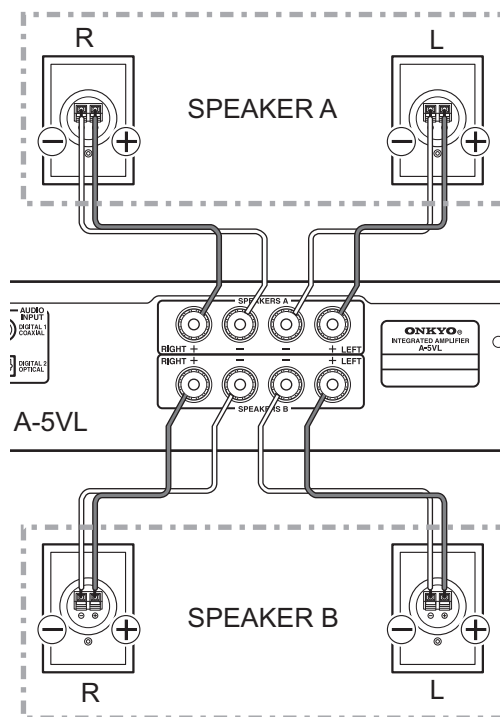 R L
SPEAKER A
− + − +
SPEAKERS A
AUDIO
INPUT
DIGITAL 1
COAXIAL
DIGITAL 2
OPTICAL
RIGHT + − − + LEFT
RIGHT + − − + LEFT
SPEAKERS B
ONKYO®
INTEGRATED AMPLIFIER
A-5VL
A-5VL
SPEAKER B
− + − +
R L